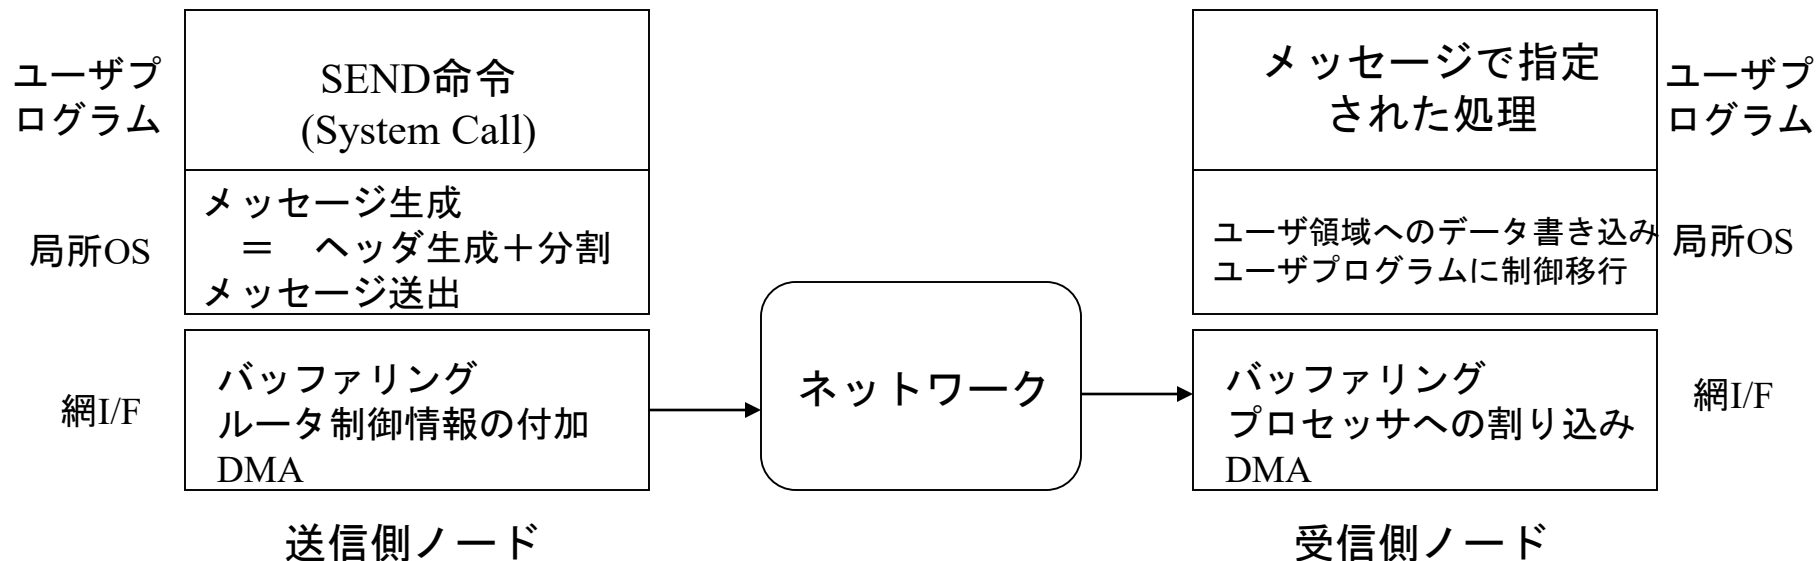 ユーザプ
ログラム
SEND命令
(System Call)
局所OS
メッセージ生成
= ヘッダ生成+分割
メッセージ送出
網I/F
バッファリング
ルータ制御情報の付加
DMA
送信側ノード
ネットワーク
メッセージで指定
された処理
ユーザプ
ログラム
ユーザ領域へのデータ書き込み
ユーザプログラムに制御移行
局所OS
バッファリング
プロセッサへの割り込み
DMA
網I/F
受信側ノード